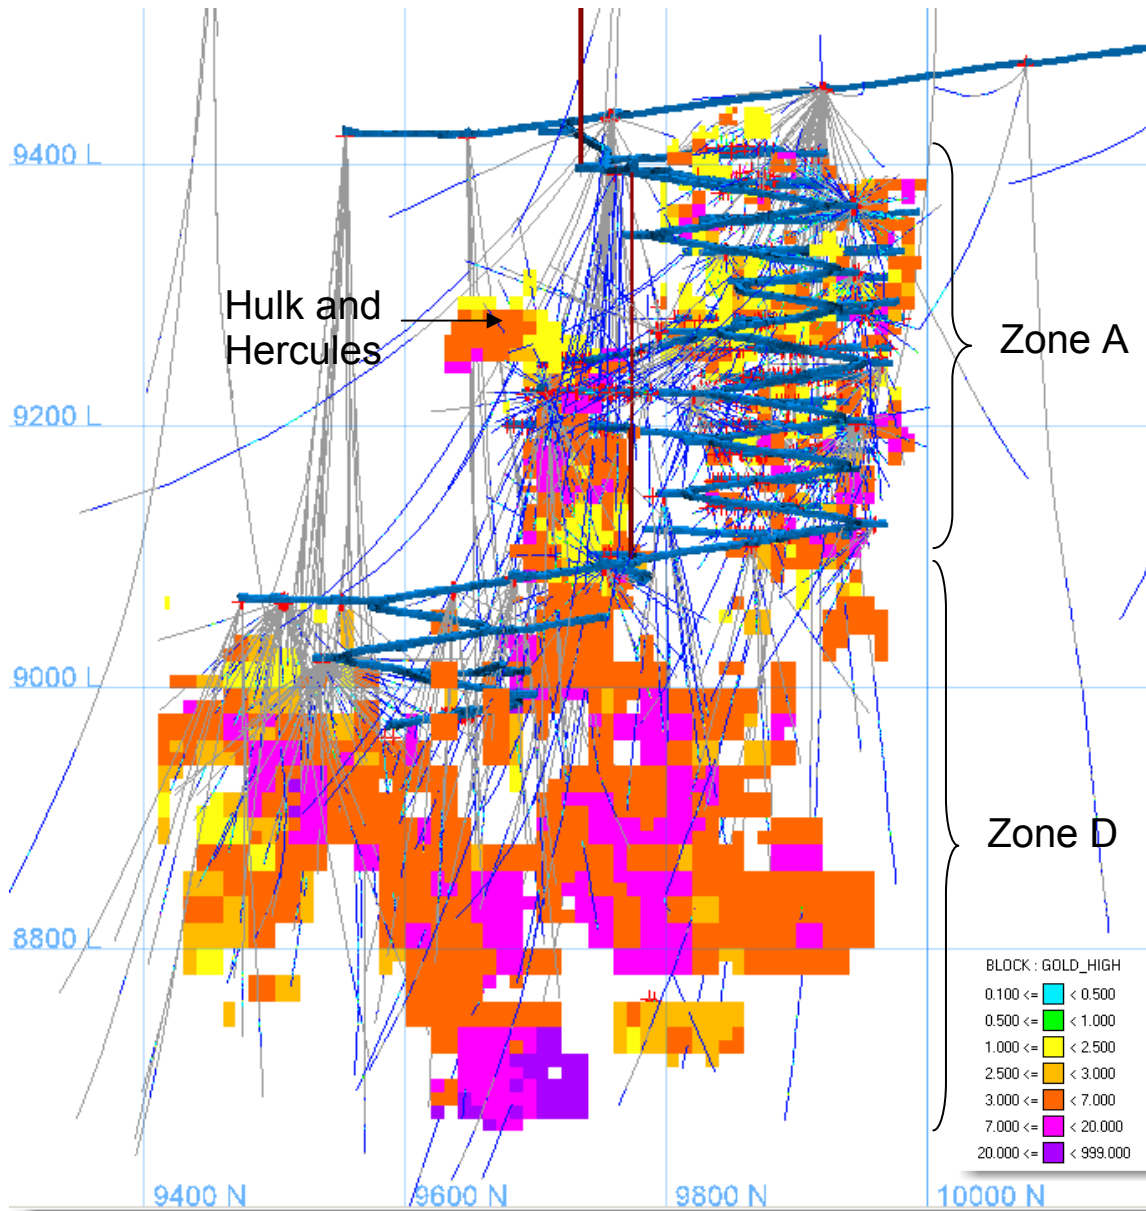 9400 L
Hulk and
Hercules
Zone A
9200 L
9000 L
Zone D
8800 L
BLOCK : GOLD_HIGH
0.100 <= < 0.500
0.500 <= < 1.000
1.000 <= < 2.500
2.500 <= < 3.000
3.000 <= < 7.000
7.000 <= < 20.000
20.000 <= < 999.000
9400 N
9600 N
9800 N
10000 N